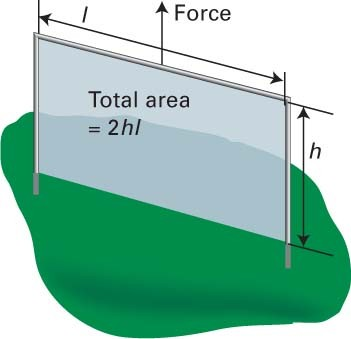 l
Force
Total area
= 2hl
h